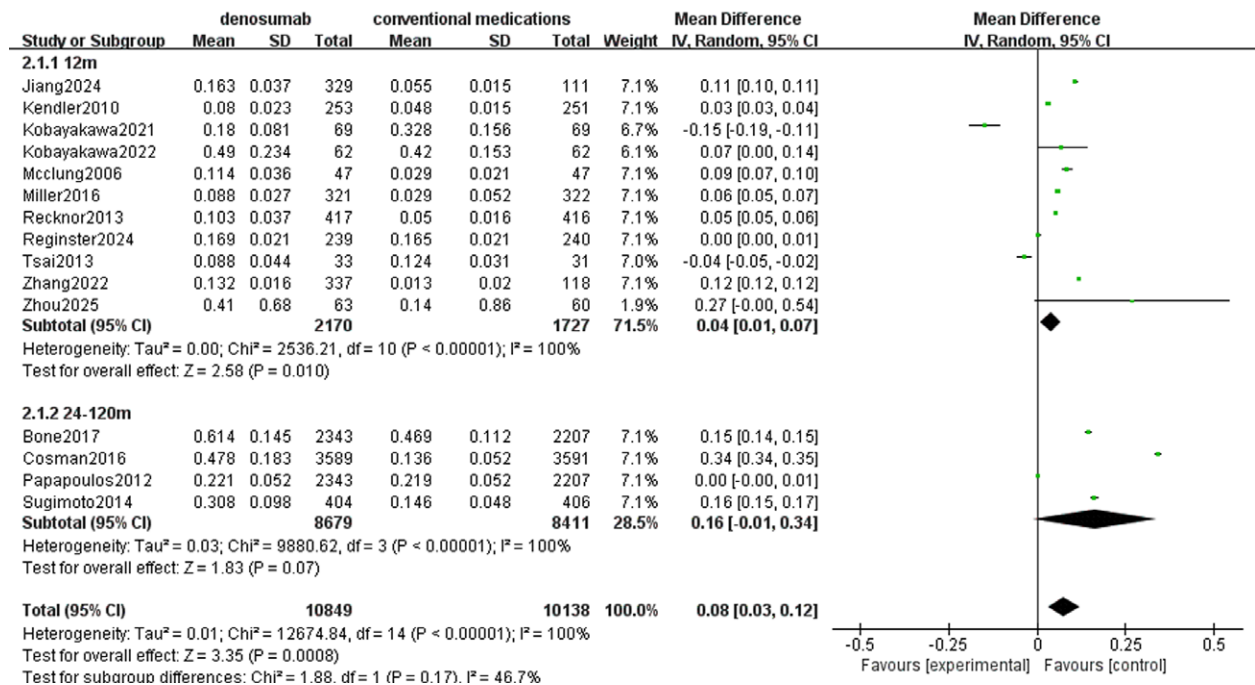 denosumab conventional medications Mean Difference Mean Difference
Study or Subgroup Mean SD Total Mean SD Total Weight IV, Random, 95% CI IV, Random, 95% CI
2.1.1 12m
Jiang2024 0.163 0.037 329 0.055 0.015 111 7.1% 0.11 [0.10, 0.11]
Kendler2010 0.08 0.023 253 0.048 0.015 251 7.1% 0.03 [0.03, 0.04]
Kobayakawa2021 0.18 0.081 69 0.328 0.156 69 6.7% -0.15 [-0.19, -0.11]
Kobayakawa2022 0.49 0.234 62 0.42 0.153 62 6.1% 0.07 [0.00, 0.14]
Mcclung2006 0.114 0.036 47 0.029 0.021 47 7.1% 0.09 [0.07, 0.10]
Miller2016 0.088 0.027 321 0.029 0.052 322 7.1% 0.06 [0.05, 0.07]
Recknor2013 0.103 0.037 417 0.05 0.016 416 7.1% 0.05 [0.05, 0.06]
Reginster2024 0.169 0.021 239 0.165 0.021 240 7.1% 0.00 [0.00, 0.01]
Tsai2013 0.088 0.044 33 0.124 0.031 31 7.0% -0.04 [-0.05, -0.02]
Zhang2022 0.132 0.016 337 0.013 0.02 118 7.1% 0.12 [0.12, 0.12]
Zhou2025 0.41 0.68 63 0.14 0.86 60 1.9% 0.27 [-0.00, 0.54]
Subtotal (95% CI) 2170 1727 71.5% 0.04 [0.01, 0.07]
Heterogeneity: Tau² = 0.00; Chi² = 2536.21, df = 10 (P < 0.00001); I² = 100%
Test for overall effect: Z = 2.58 (P = 0.010)
2.1.2 24-120m
Bone2017 0.614 0.145 2343 0.469 0.112 2207 7.1% 0.15 [0.14, 0.15]
Cosman2016 0.478 0.183 3589 0.136 0.052 3591 7.1% 0.34 [0.34, 0.35]
Papapoulos2012 0.221 0.052 2343 0.219 0.052 2207 7.1% 0.00 [-0.00, 0.01]
Sugimoto2014 0.308 0.098 404 0.146 0.048 406 7.1% 0.16 [0.15, 0.17]
Subtotal (95% CI) 8679 8411 28.5% 0.16 [-0.01, 0.34]
Heterogeneity: Tau² = 0.03; Chi² = 9880.62, df = 3 (P < 0.00001); I² = 100%
Test for overall effect: Z = 1.83 (P = 0.07)
Total (95% CI) 10849 10138 100.0% 0.08 [0.03, 0.12]
Heterogeneity: Tau² = 0.01; Chi² = 12674.84, df = 14 (P < 0.00001); I² = 100%
Test for overall effect: Z = 3.35 (P = 0.0008)
Test for subgroup differences: Chi² = 1.88, df = 1 (P = 0.17), I² = 46.7%
-0.5 -0.25 0 0.25 0.5
Favours [experimental] Favours [control]